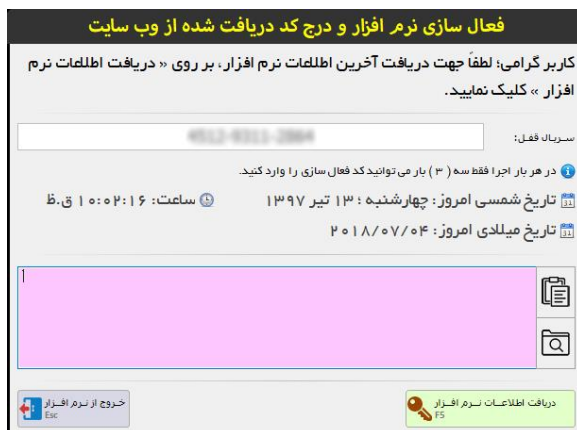 فعال سازی نرم افزار و درج کد دریافت شده از وب سایت
کاربر گرامی؛ لطفاً جهت دریافت آخرین اطلاعات نرم افزار، بر روی « دریافت اطلاعات نرم
افزار » کلیک نمایید.
سریال قفل:
در هر بار اجرا فقط سه ( ۳ ) بار می توانید کد فعال سازی را وارد کنید.
تاریخ شمسی امروز: چهارشنبه ؛ ۱۳ تیر ۱۳۹۷ ساعت: ۱۰:۰۲:۱۶ ق.ظ
تاریخ میلادی امروز: ۲۰۱۸/۰۷/۰۴
دریافت اطلاعات نرم افزار
F5
خروج از نرم افزار
Esc